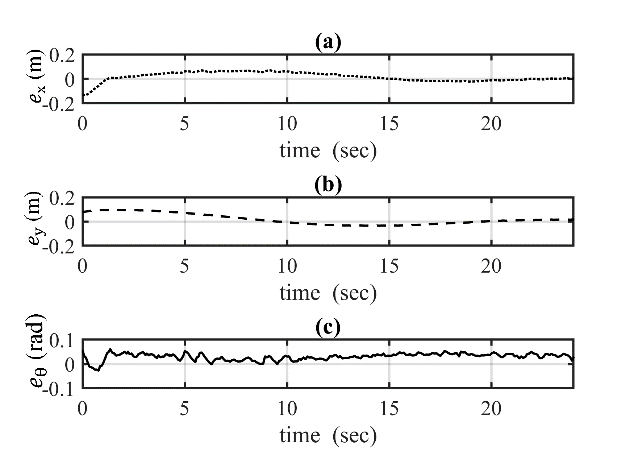 (a)
0.2
0
-0.2
eₓ (m)
0 5 10 15 20
time (sec)
(b)
0.2
0
-0.2
e_y (m)
0 5 10 15 20
time (sec)
(c)
0.1
0
-0.1
e_θ (rad)
0 5 10 15 20
time (sec)